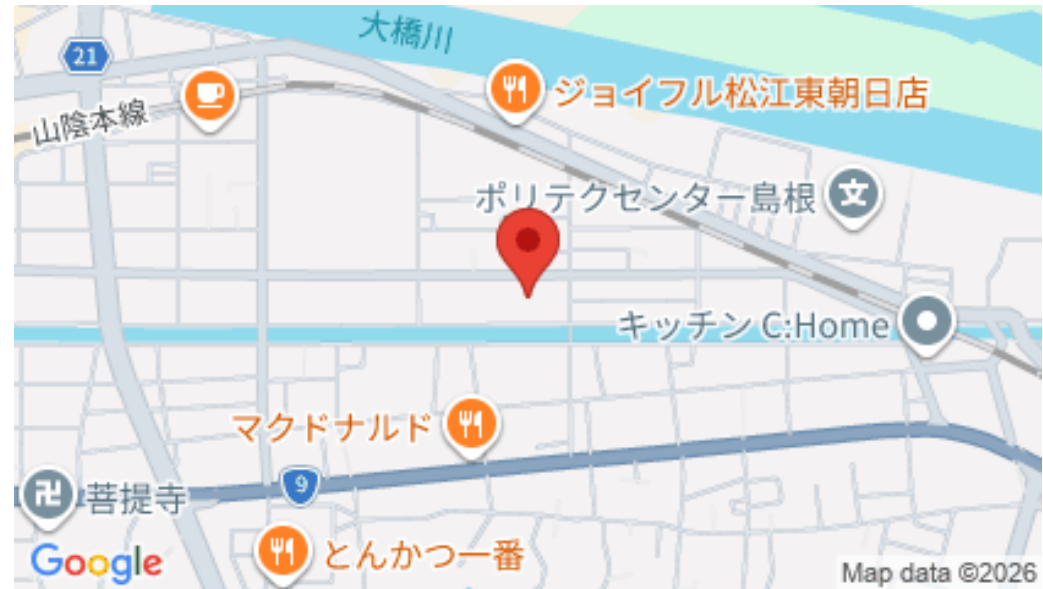 大橋川
21
山陰本線
ジョイフル松江東朝日店
ポリテクセンター島根
文
キッチン C:Home
マクドナルド
9
卍
菩提寺
とんかつ一番
Google
Map data ©2026